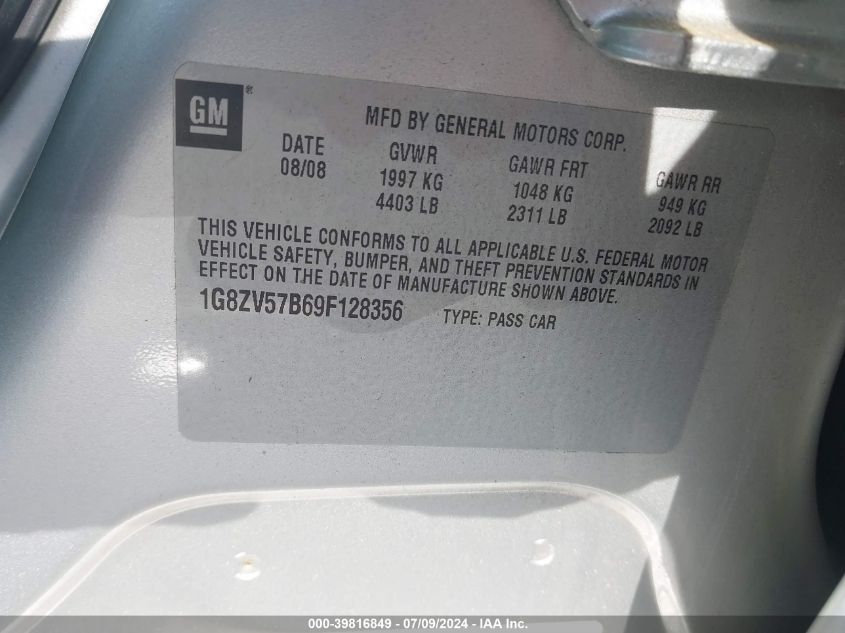 GM ®
MFD BY GENERAL MOTORS CORP.
DATE GVWR GAWR FRT GAWR RR
08/08 1997 KG 1048 KG 949 KG
4403 LB 2311 LB 2092 LB
THIS VEHICLE CONFORMS TO ALL APPLICABLE U.S. FEDERAL MOTOR
VEHICLE SAFETY, BUMPER, AND THEFT PREVENTION STANDARDS IN
EFFECT ON THE DATE OF MANUFACTURE SHOWN ABOVE.
1G8ZV57B69F128356 TYPE: PASS CAR
000-39816849 - 07/09/2024 - IAA Inc.